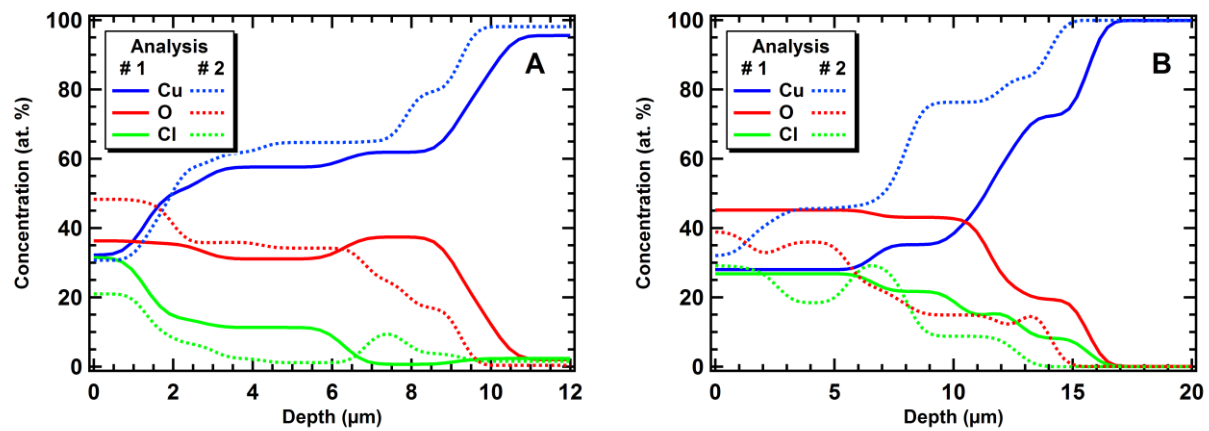 100
80
60
40
20
0
Concentration (at. %)
Analysis
# 1 # 2
Cu
O
Cl
A
0 2 4 6 8 10 12
Depth (µm)
100
80
60
40
20
0
Concentration (at. %)
Analysis
# 1 # 2
Cu
O
Cl
B
0 5 10 15 20
Depth (µm)